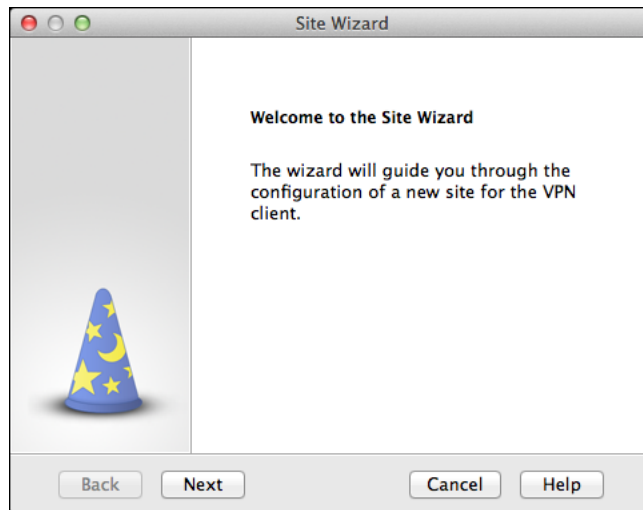 Site Wizard
Welcome to the Site Wizard
The wizard will guide you through the
configuration of a new site for the VPN
client.
Back
Next
Cancel
Help